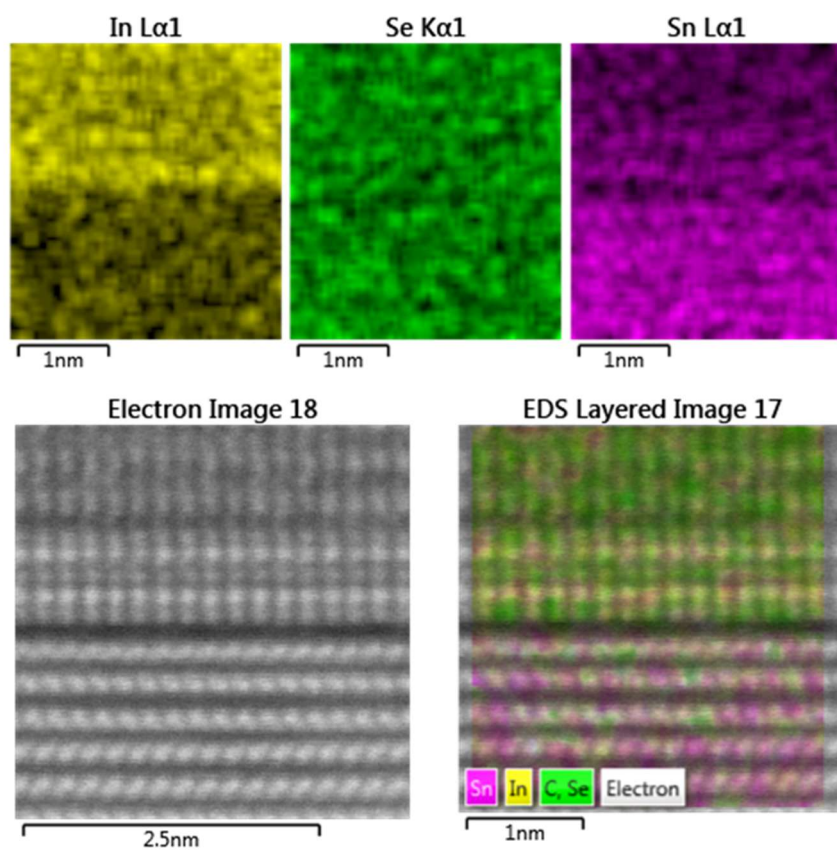 In Lα1
Se Kα1
Sn Lα1
1nm
1nm
1nm
Electron Image 18
EDS Layered Image 17
Sn In C, Se Electron
2.5nm
1nm